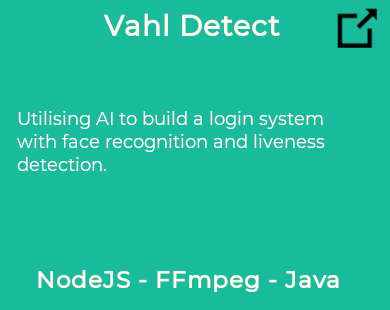 Vahl Detect
Utilising AI to build a login system
with face recognition and liveness
detection.
NodeJS - FFmpeg - Java